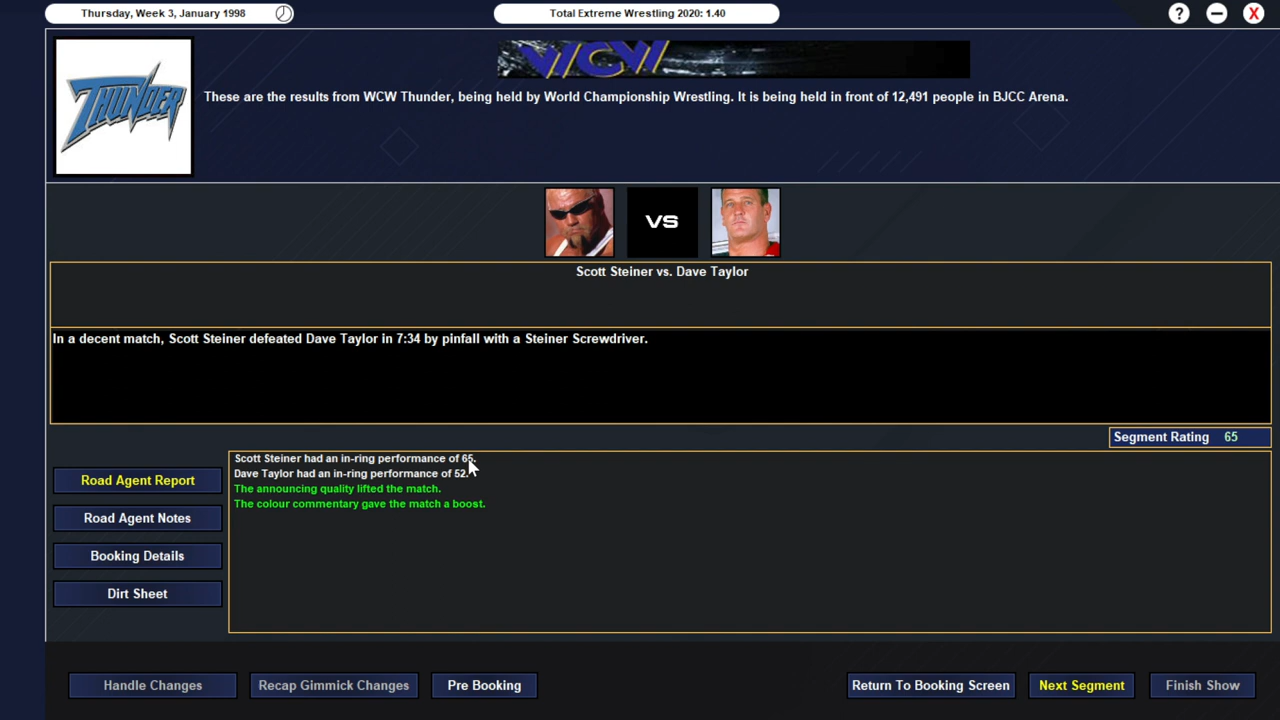 Thursday, Week 3, January 1998
Total Extreme Wrestling 2020: 1.40
?
X
THUNDER
WCW
These are the results from WCW Thunder, being held by World Championship Wrestling. It is being held in front of 12,491 people in BJCC Arena.
VS
Scott Steiner vs. Dave Taylor
In a decent match, Scott Steiner defeated Dave Taylor in 7:34 by pinfall with a Steiner Screwdriver.
Segment Rating 65
Scott Steiner had an in-ring performance of 65.
Dave Taylor had an in-ring performance of 52.
The announcing quality lifted the match.
The colour commentary gave the match a boost.
Road Agent Report
Road Agent Notes
Booking Details
Dirt Sheet
Handle Changes
Recap Gimmick Changes
Pre Booking
Return To Booking Screen
Next Segment
Finish Show